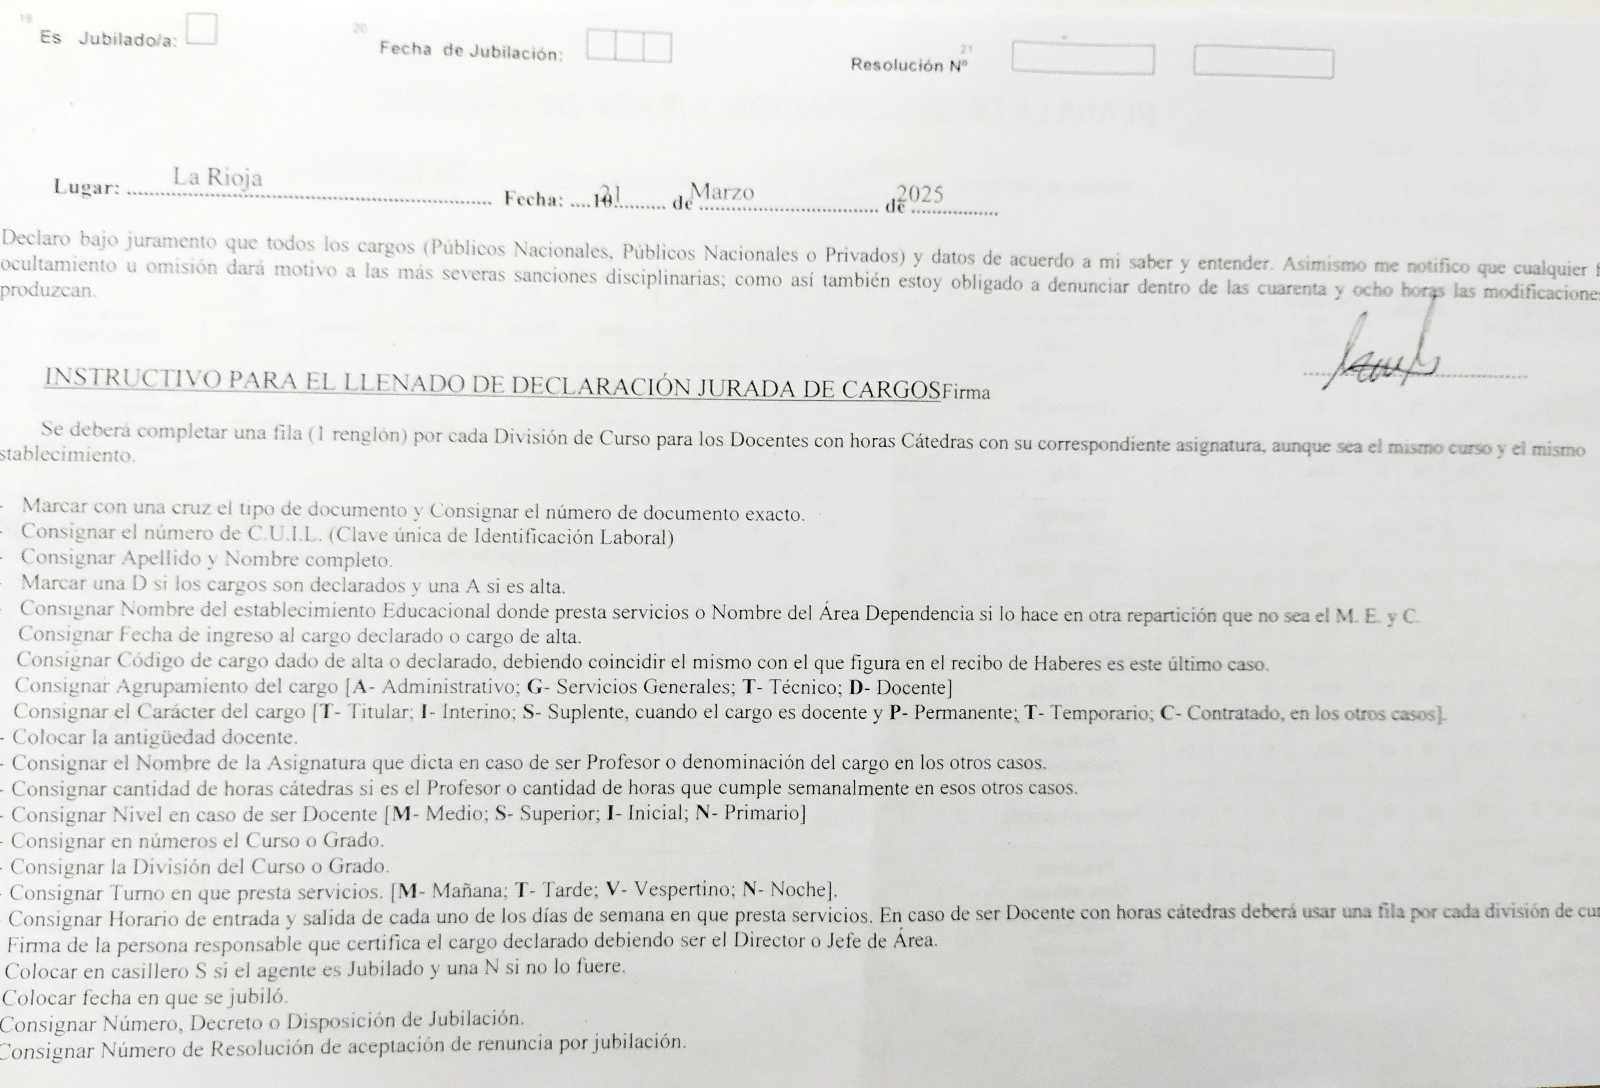 19
Es Jubilado/a:
20
Fecha de Jubilación:
21
Resolución Nº
Lugar: La Rioja Fecha: de Marzo de 2025
Declaro bajo juramento que todos los cargos (Públicos Nacionales, Públicos Nacionales o Privados) y datos de acuerdo a mi saber y entender. Asimismo me notifico que cualquier f
ocultamiento u omisión dará motivo a las más severas sanciones disciplinarias; como así también estoy obligado a denunciar dentro de las cuarenta y ocho horas las modificacione
produzcan.
INSTRUCTIVO PARA EL LLENADO DE DECLARACIÓN JURADA DE CARGOSFirma
Se deberá completar una fila (1 renglón) por cada División de Curso para los Docentes con horas Cátedras con su correspondiente asignatura, aunque sea el mismo curso y el mismo
stablecimiento.
- Marcar con una cruz el tipo de documento y Consignar el número de documento exacto.
- Consignar el número de C.U.I.L. (Clave única de Identificación Laboral)
- Consignar Apellido y Nombre completo.
- Marcar una D si los cargos son declarados y una A si es alta.
- Consignar Nombre del establecimiento Educacional donde presta servicios o Nombre del Área Dependencia si lo hace en otra repartición que no sea el M. E. y C.
Consignar Fecha de ingreso al cargo declarado o cargo de alta.
Consignar Código de cargo dado de alta o declarado, debiendo coincidir el mismo con el que figura en el recibo de Haberes es este último caso.
Consignar Agrupamiento del cargo [A- Administrativo; G- Servicios Generales; T- Técnico; D- Docente]
Consignar el Carácter del cargo [T- Titular; I- Interino; S- Suplente, cuando el cargo es docente y P- Permanente; T- Temporario; C- Contratado, en los otros casos].
- Colocar la antigüedad docente.
- Consignar el Nombre de la Asignatura que dicta en caso de ser Profesor o denominación del cargo en los otros casos.
- Consignar cantidad de horas cátedras si es el Profesor o cantidad de horas que cumple semanalmente en esos otros casos.
- Consignar Nivel en caso de ser Docente [M- Medio; S- Superior; I- Inicial; N- Primario]
- Consignar en números el Curso o Grado.
- Consignar la División del Curso o Grado.
- Consignar Turno en que presta servicios. [M- Mañana; T- Tarde; V- Vespertino; N- Noche].
- Consignar Horario de entrada y salida de cada uno de los días de semana en que presta servicios. En caso de ser Docente con horas cátedras deberá usar una fila por cada división de cur
Firma de la persona responsable que certifica el cargo declarado debiendo ser el Director o Jefe de Área.
Colocar en casillero S si el agente es Jubilado y una N si no lo fuere.
Colocar fecha en que se jubiló.
Consignar Número, Decreto o Disposición de Jubilación.
Consignar Número de Resolución de aceptación de renuncia por jubilación.